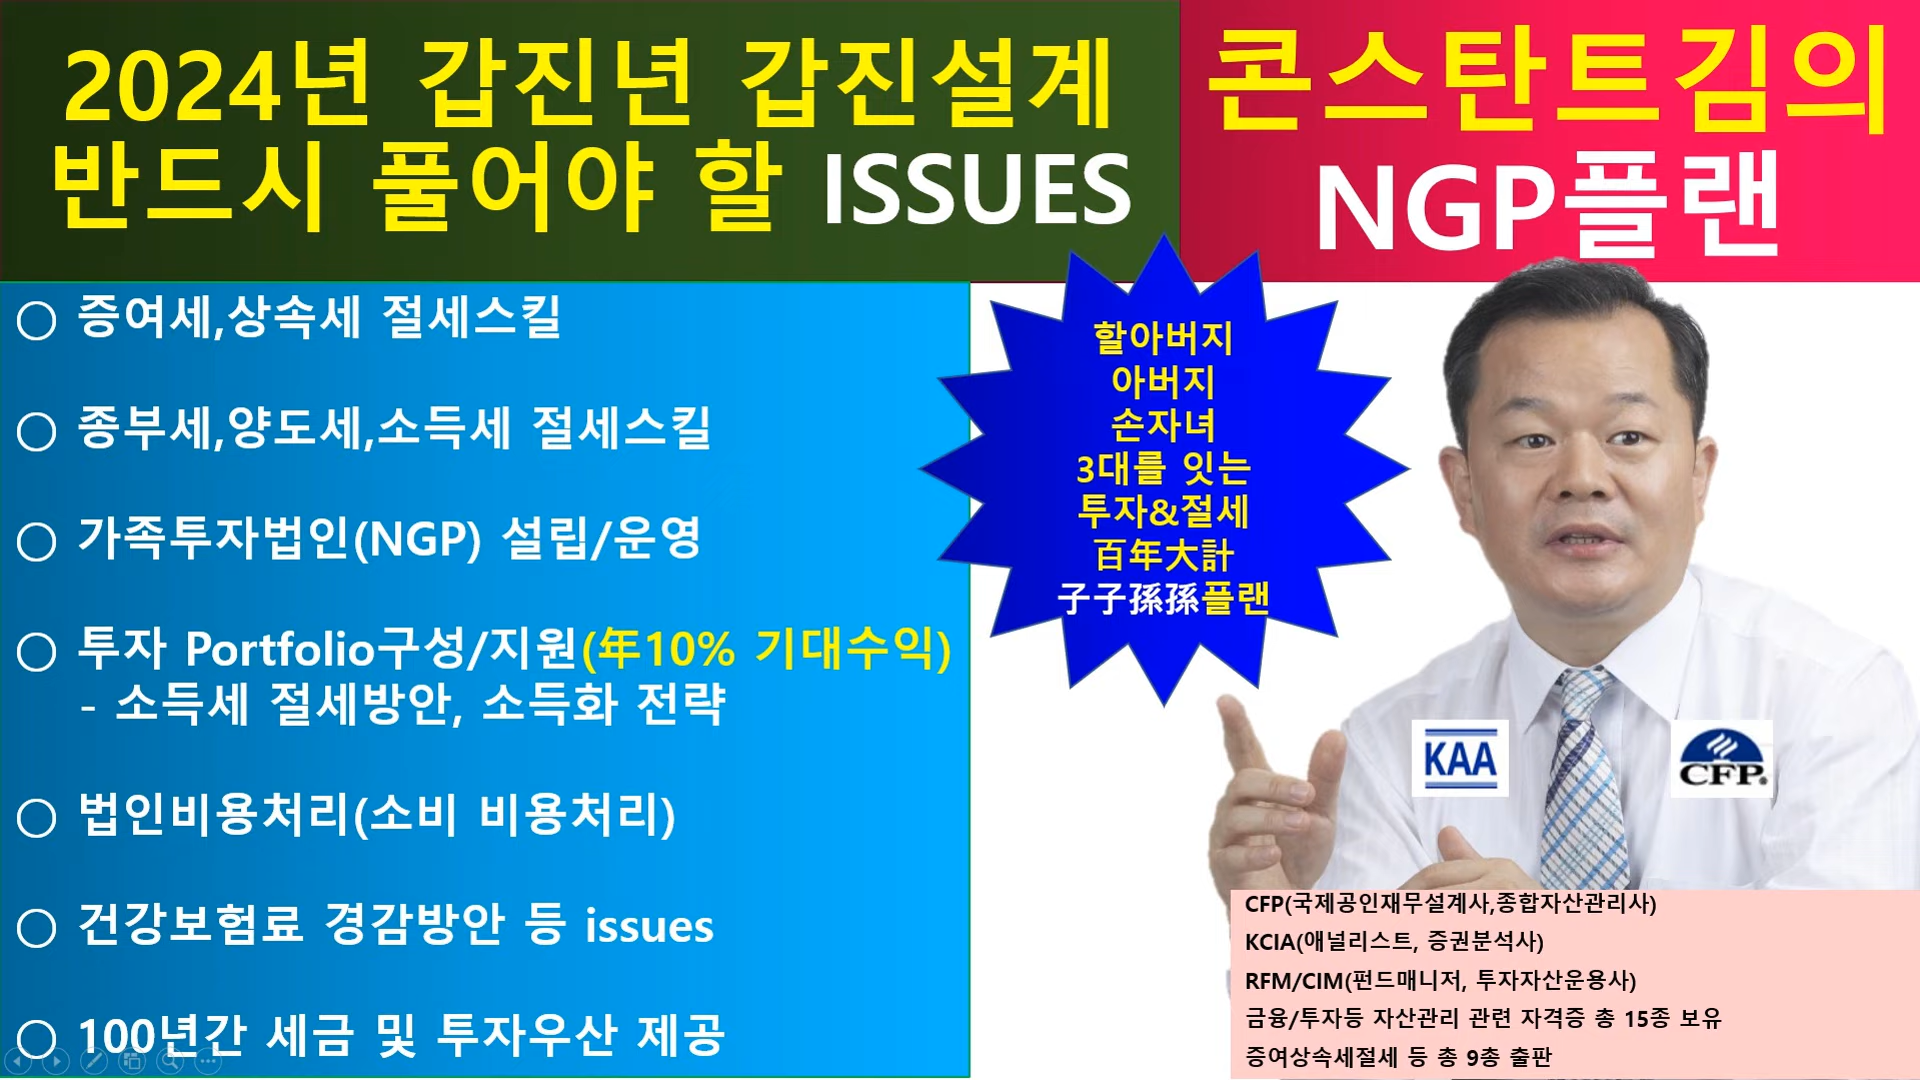 2024년 갑진년 갑진설계
반드시 풀어야 할 ISSUES
콘스탄트김의
NGP플랜
○ 증여세,상속세 절세스킬
○ 종부세,양도세,소득세 절세스킬
○ 가족투자법인(NGP) 설립/운영
○ 투자 Portfolio구성/지원(年10% 기대수익)
- 소득세 절세방안, 소득화 전략
○ 법인비용처리(소비 비용처리)
○ 건강보험료 경감방안 등 issues
○ 100년간 세금 및 투자우산 제공
할아버지
아버지
손자녀
3대를 잇는
투자&절세
百年大計
子子孫孫플랜
KAA
CFP®
CFP(국제공인재무설계사,종합자산관리사)
KCIA(애널리스트, 증권분석사)
RFM/CIM(펀드매니저, 투자자산운용사)
금융/투자등 자산관리 관련 자격증 총 15종 보유
증여상속세절세 등 총 9총 출판